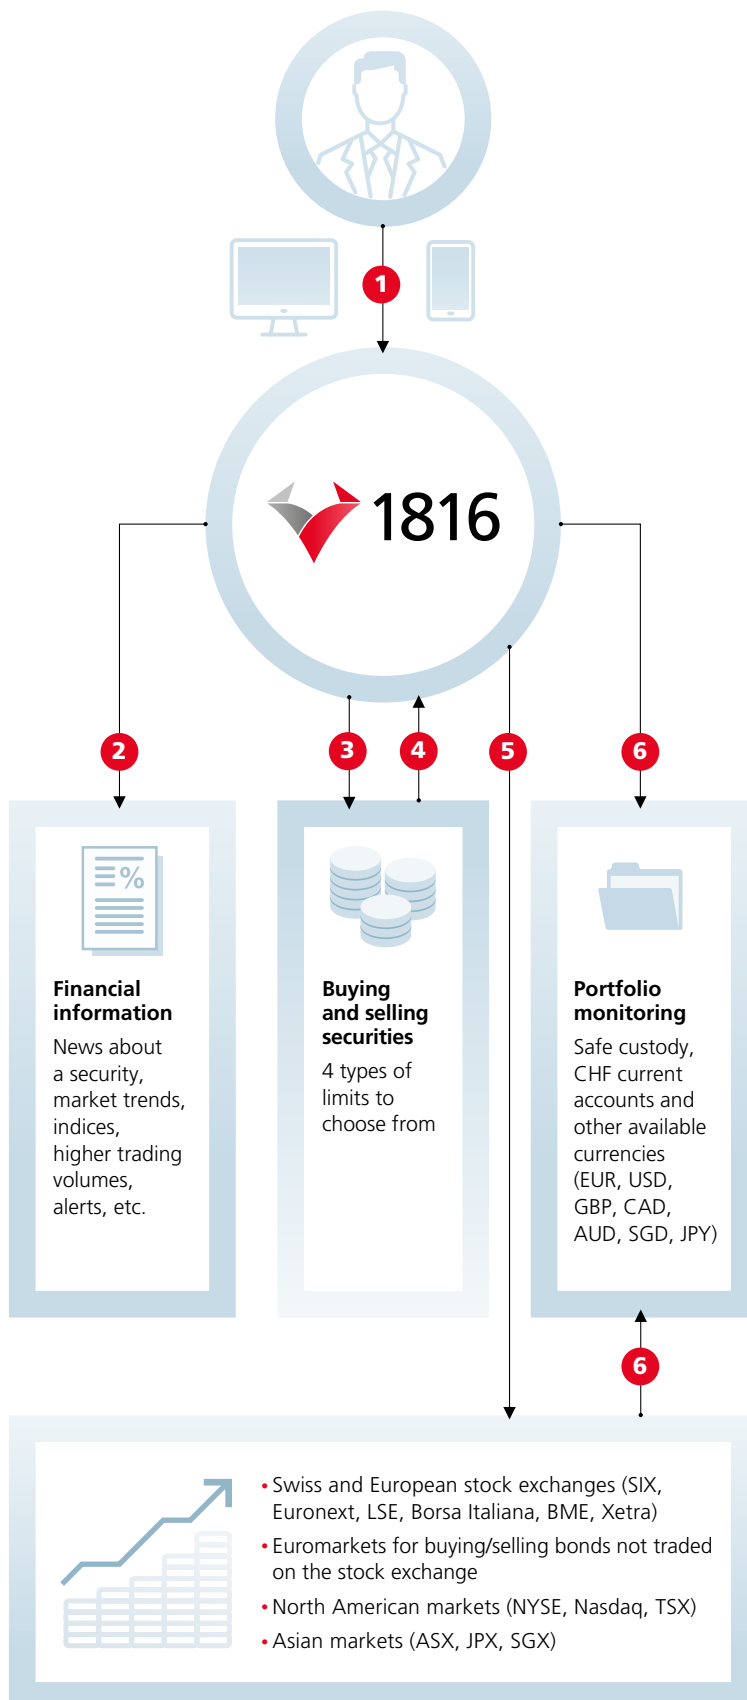 1
1816
2
3
4
5
6
%
Financial
information
News about
a security,
market trends,
indices,
higher trading
volumes,
alerts, etc.
Buying
and selling
securities
4 types of
limits to
choose from
Portfolio
monitoring
Safe custody,
CHF current
accounts and
other available
currencies
(EUR, USD,
GBP, CAD,
AUD, SGD, JPY)
6
• Swiss and European stock exchanges (SIX,
Euronext, LSE, Borsa Italiana, BME, Xetra)
• Euromarkets for buying/selling bonds not traded
on the stock exchange
• North American markets (NYSE, Nasdaq, TSX)
• Asian markets (ASX, JPX, SGX)